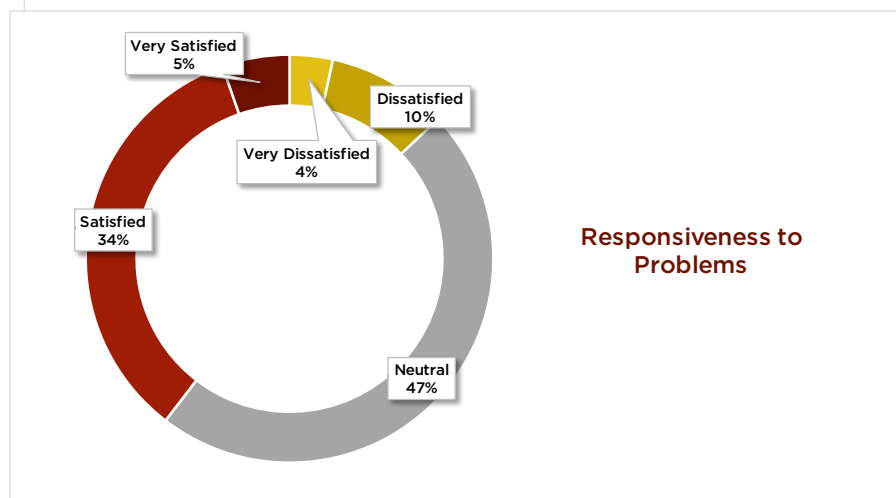 Very Satisfied
5%
Dissatisfied
10%
Very Dissatisfied
4%
Satisfied
34%
Responsiveness to
Problems
Neutral
47%